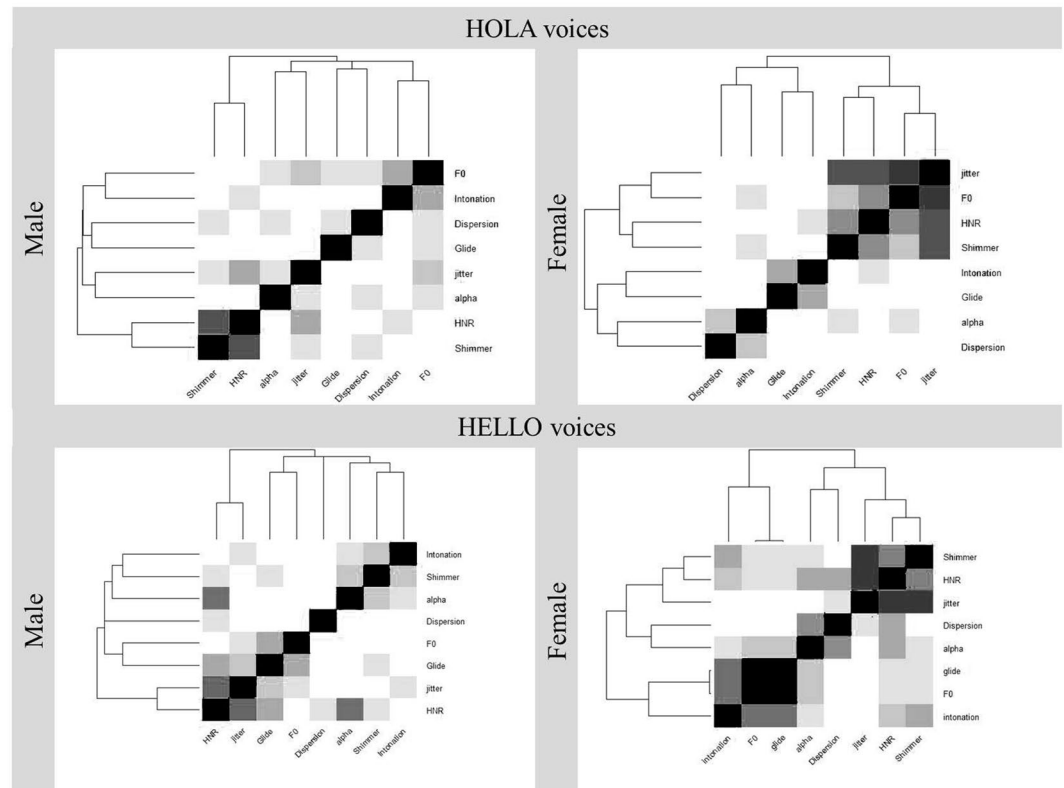 HOLA voices
Male
F0
Intonation
Dispersion
Glide
jitter
alpha
HNR
Shimmer
Shimmer
HNR
alpha
jitter
Glide
Dispersion
Intonation
F0
Female
jitter
F0
HNR
Shimmer
Intonation
Glide
alpha
Dispersion
Dispersion
alpha
Glide
Intonation
Shimmer
HNR
F0
jitter
HELLO voices
Male
Intonation
Shimmer
alpha
Dispersion
F0
Glide
jitter
HNR
HNR
jitter
Glide
F0
Dispersion
alpha
Shimmer
Intonation
Female
Shimmer
HNR
jitter
Dispersion
alpha
glide
F0
intonation
intonation
F0
glide
alpha
Dispersion
jitter
HNR
Shimmer